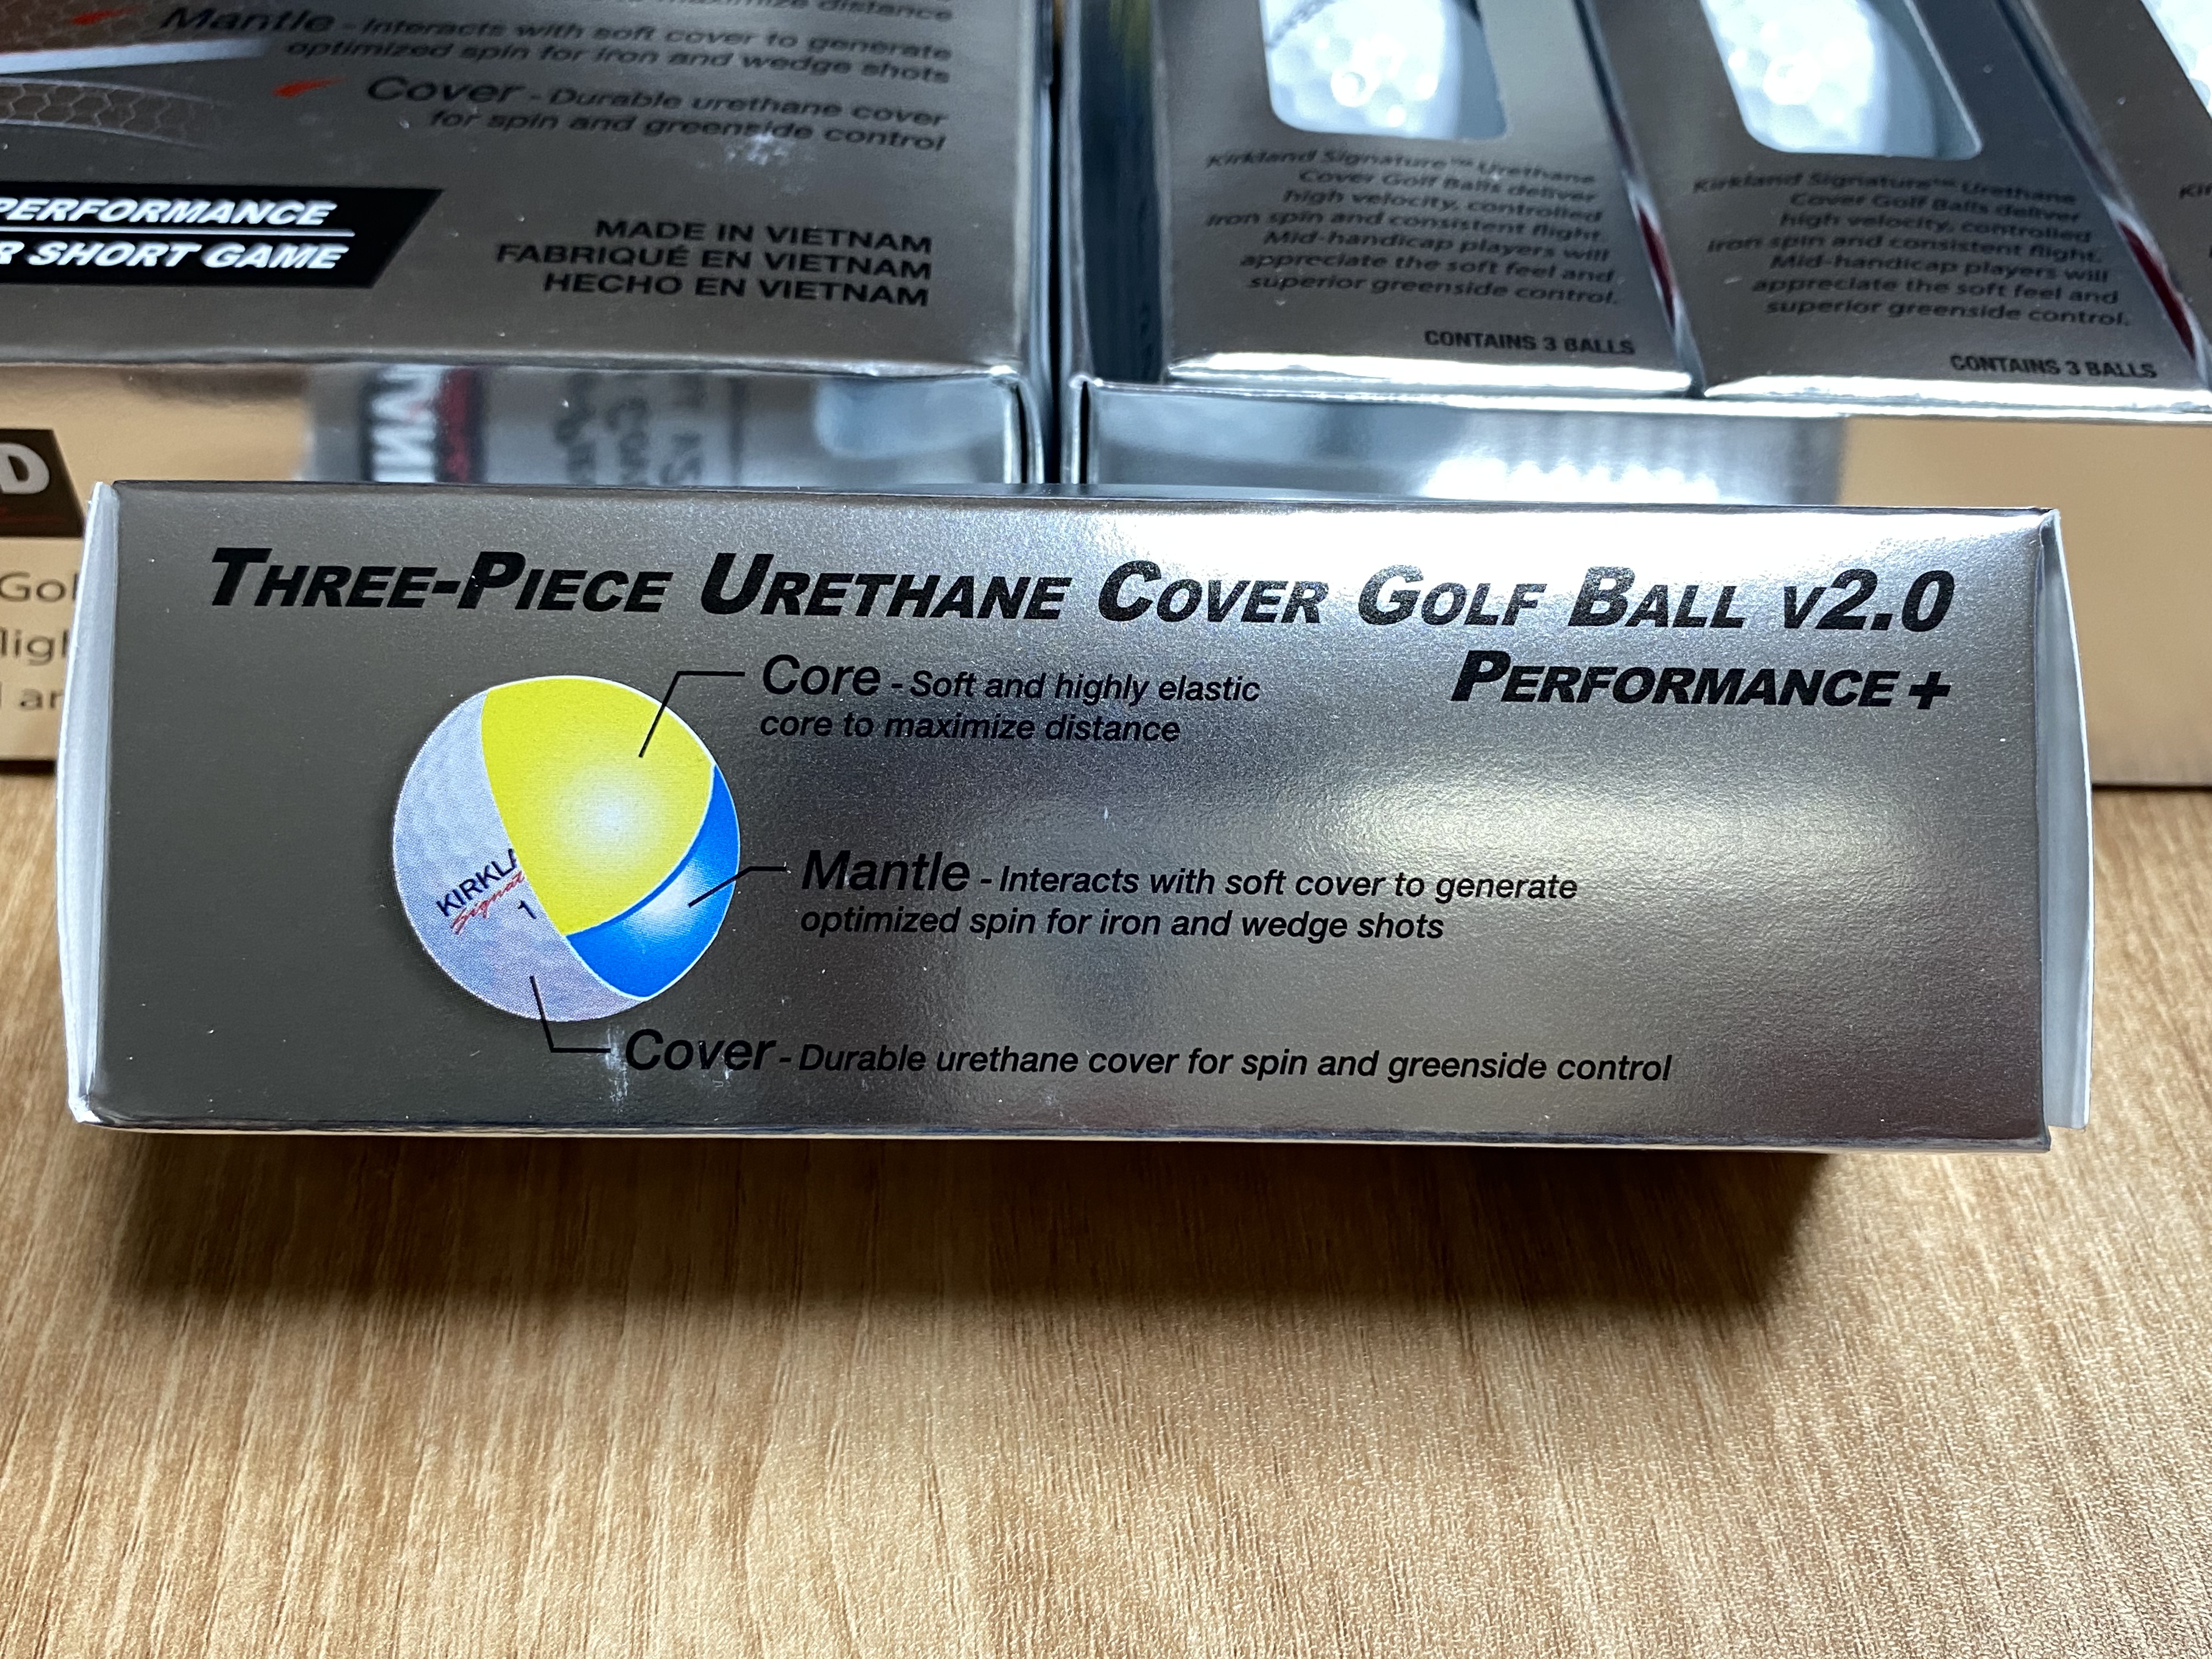 maximize distance
Mantle - Interacts with soft cover to generate
optimized spin for iron and wedge shots
Cover - Durable urethane cover
for spin and greenside control
PERFORMANCE
SHORT GAME
MADE IN VIETNAM
FABRIQUÉ EN VIETNAM
HECHO EN VIETNAM
Kirkland Signature™ Urethane
Cover Golf Balls deliver
high velocity, controlled
iron spin and consistent flight.
Mid-handicap players will
appreciate the soft feel and
superior greenside control.
CONTAINS 3 BALLS
Kirkland Signature™ Urethane
Cover Golf Balls deliver
high velocity, controlled
iron spin and consistent flight.
Mid-handicap players will
appreciate the soft feel and
superior greenside control.
CONTAINS 3 BALLS
THREE-PIECE URETHANE COVER GOLF BALL V2.0
PERFORMANCE +
Core - Soft and highly elastic
core to maximize distance
Mantle - Interacts with soft cover to generate
optimized spin for iron and wedge shots
Cover - Durable urethane cover for spin and greenside control
KIRKLA
Signat
1